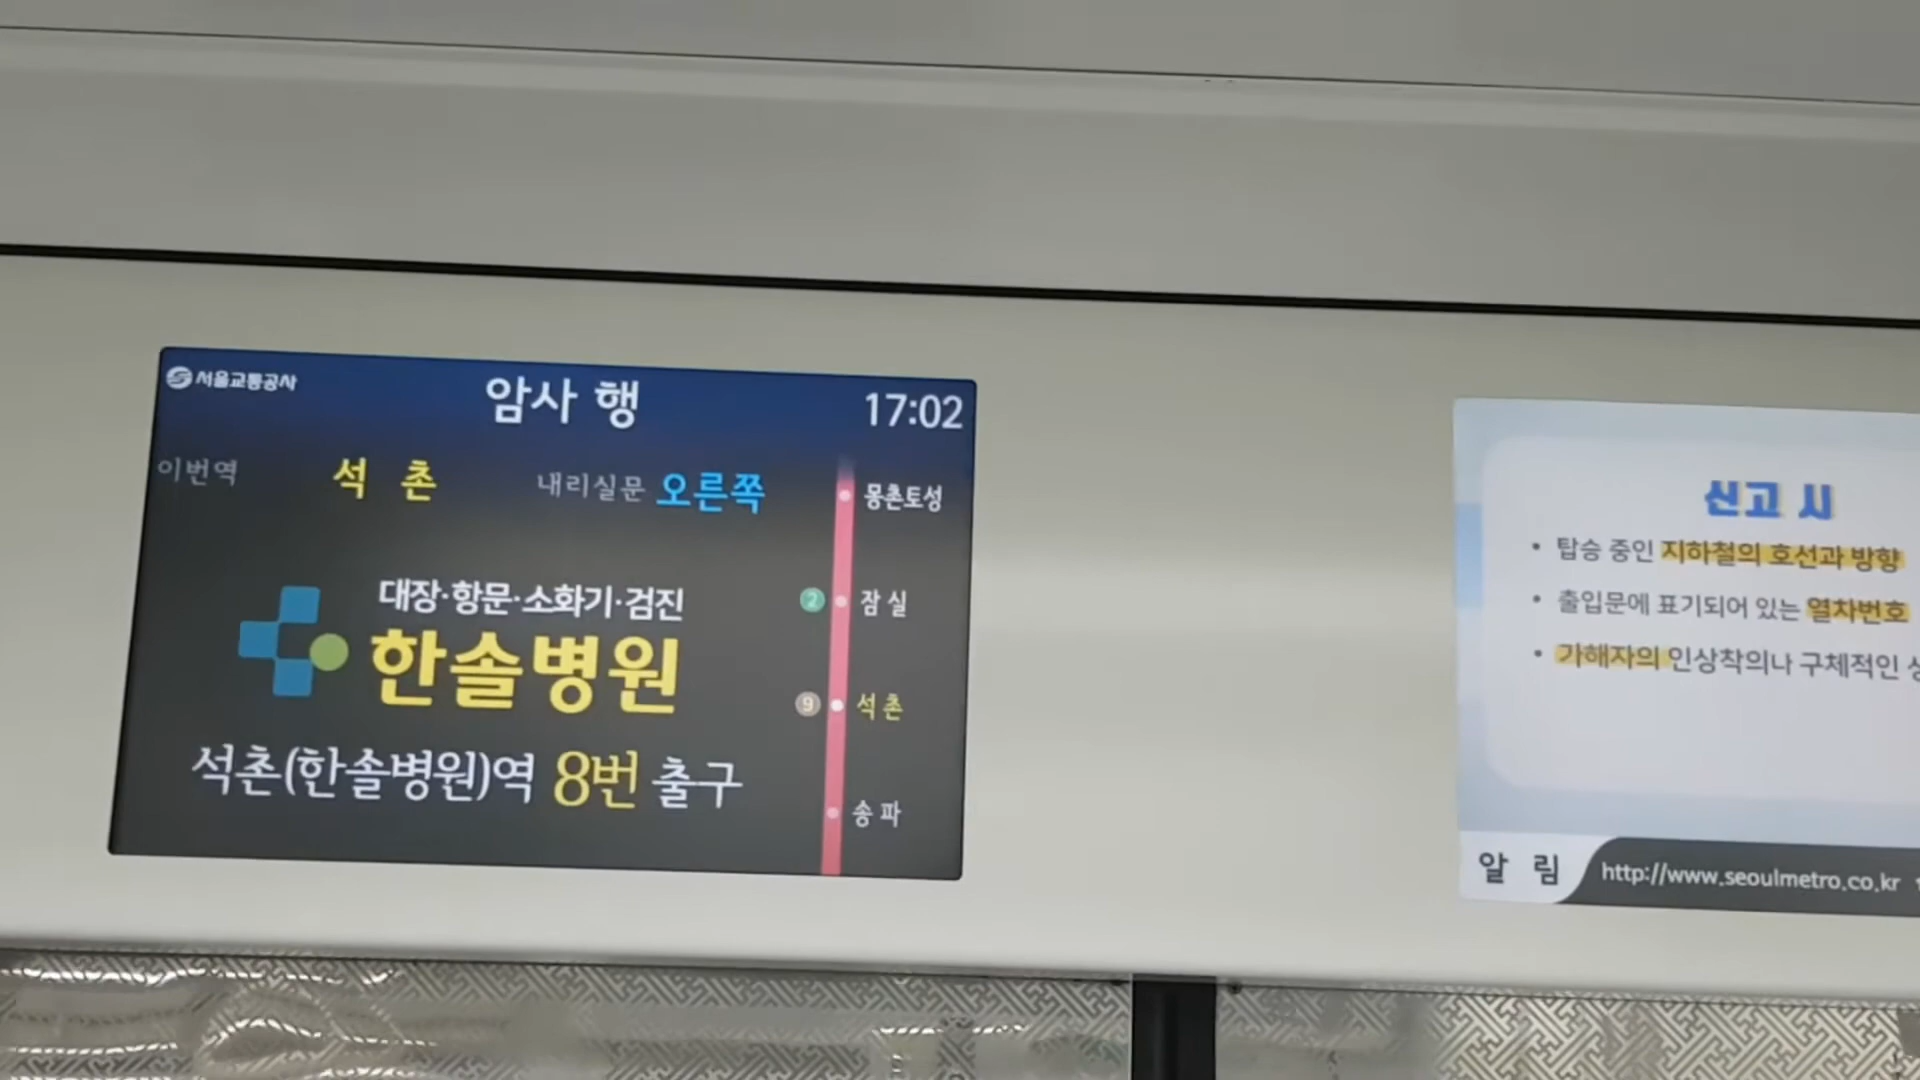 서울교통공사
암사 행
17:02
이번역
석 촌
내리실문 오른쪽
대장·항문·소화기·검진
한솔병원
석촌(한솔병원)역 8번 출구
몽촌토성
2 잠실
9 석촌
송파
신고 시
• 탑승 중인 지하철의 호선과 방향
• 출입문에 표기되어 있는 열차번호
• 가해자의 인상착의나 구체적인
알 림
http://www.seoulmetro.co.kr